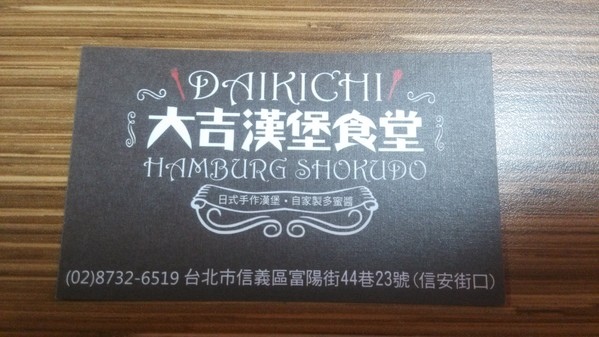 DAIKICHI
大吉漢堡食堂
HAMBURG SHOKUDO
日式手作漢堡・自家製多蜜醬
(02)8732-6519 台北市信義區富陽街44巷23號(信安街口)